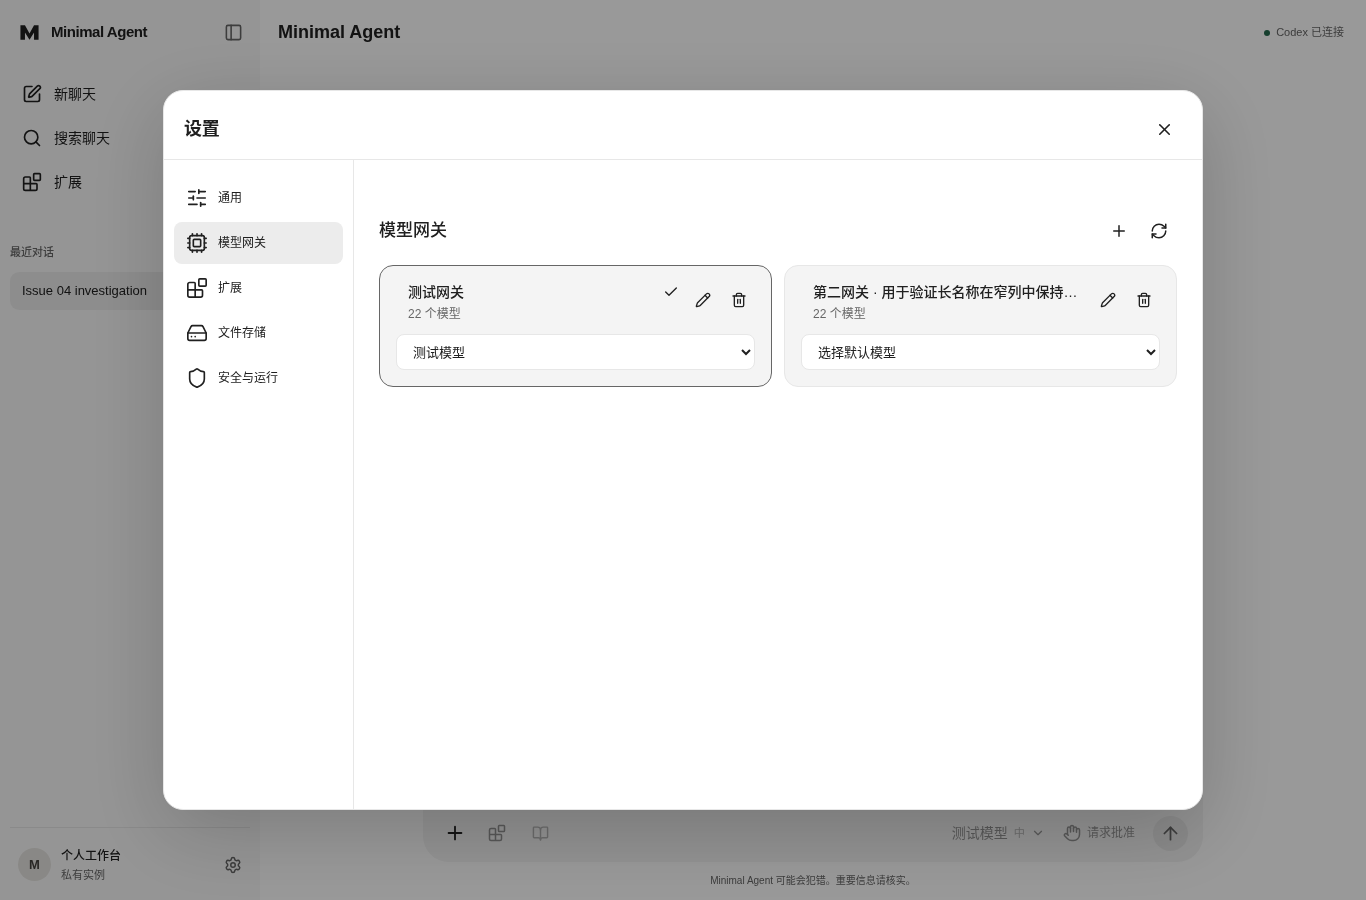 Minimal Agent
Minimal Agent
Codex 已连接
新聊天
搜索聊天
扩展
最近对话
Issue 04 investigation
设置
通用
模型网关
扩展
文件存储
安全与运行
模型网关
测试网关
22 个模型
测试模型
第二网关 · 用于验证长名称在窄列中保持…
22 个模型
选择默认模型
M
个人工作台
私有实例
测试模型 中
请求批准
Minimal Agent 可能会犯错。重要信息请核实。